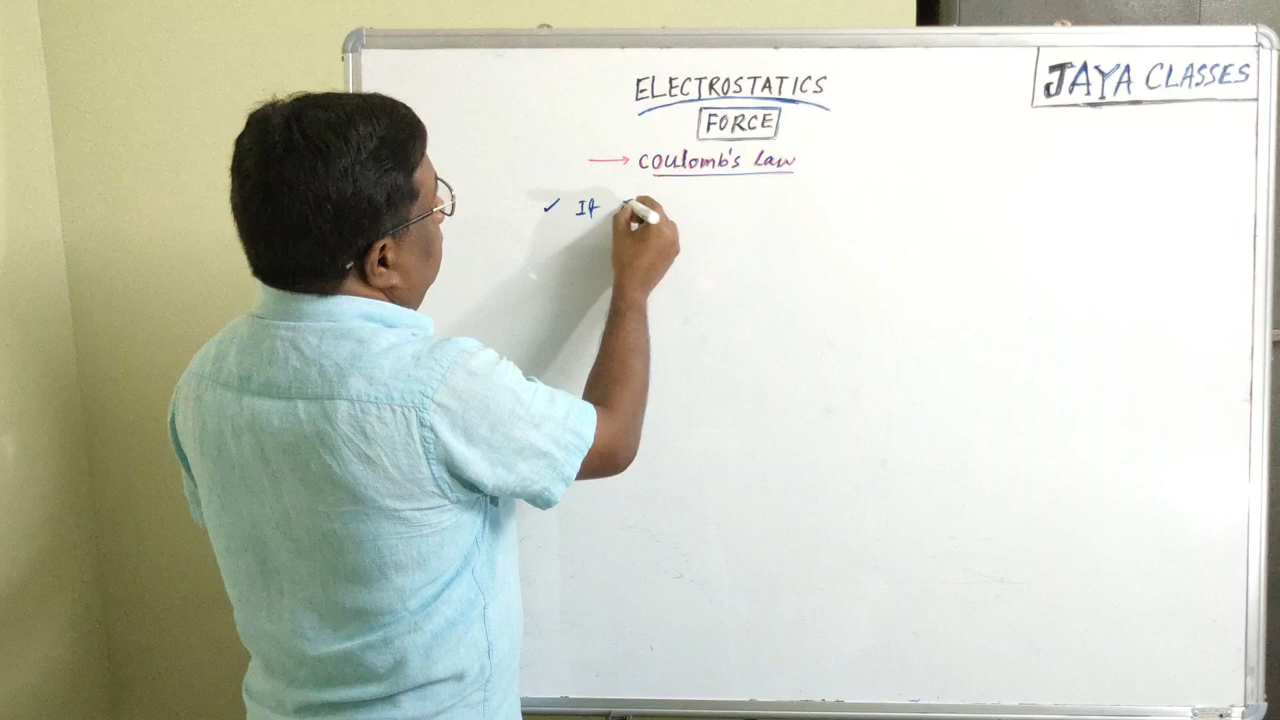 JAYA CLASSES
ELECTROSTATICS
FORCE
→ Coulomb's law
✓ If